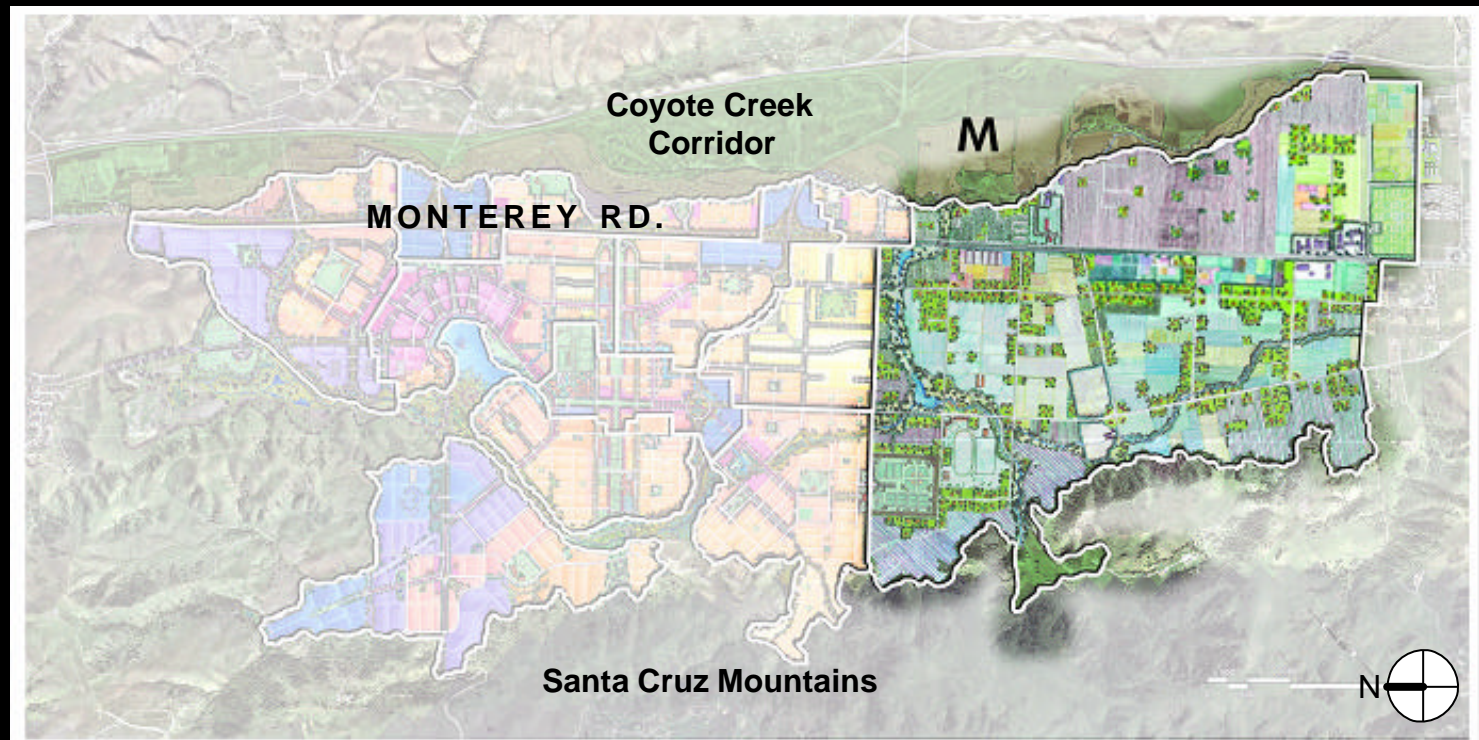 Coyote Creek
Corridor
M
MONTEREY RD.
Santa Cruz Mountains
N